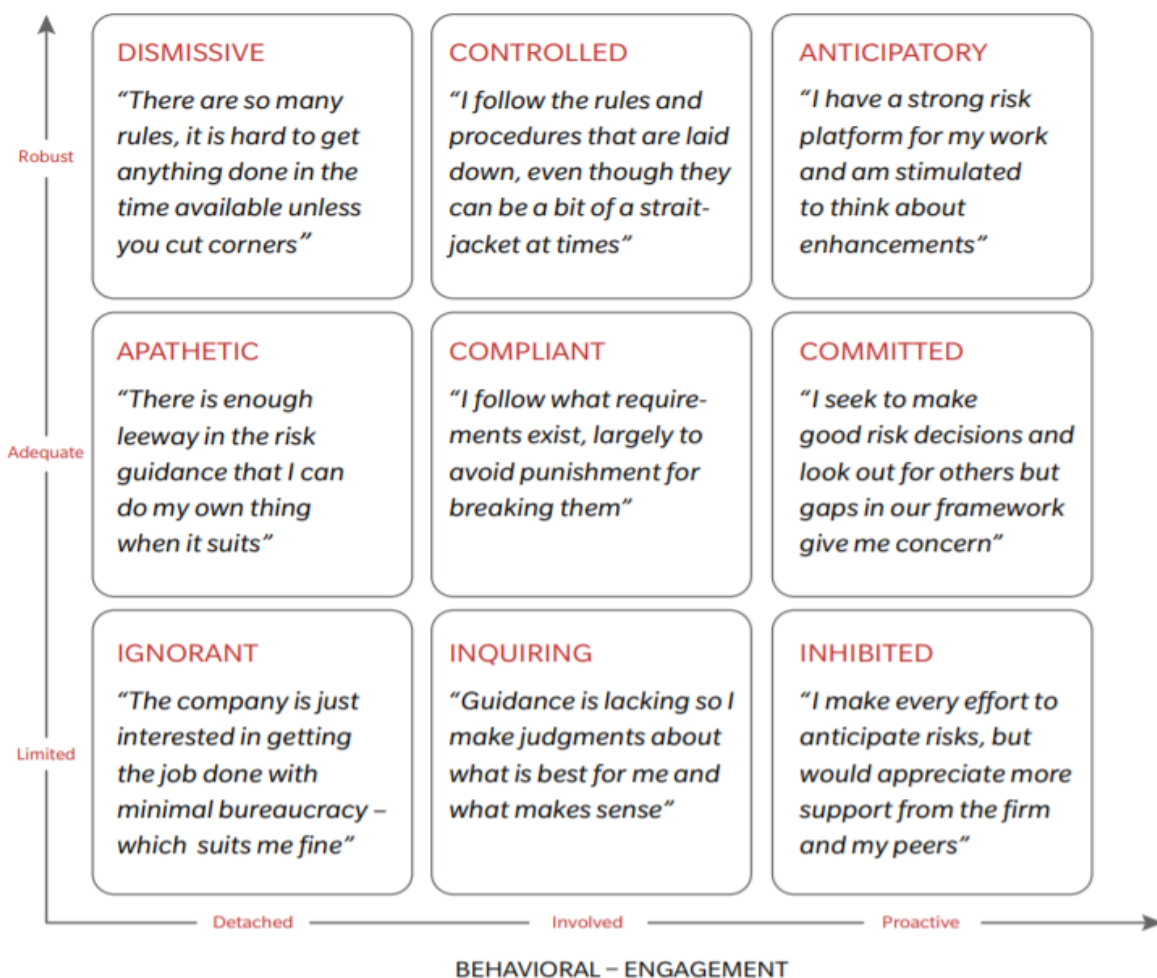 Robust
DISMISSIVE
“There are so many
rules, it is hard to get
anything done in the
time available unless
you cut corners”
CONTROLLED
“I follow the rules and
procedures that are laid
down, even though they
can be a bit of a strait-
jacket at times”
ANTICIPATORY
“I have a strong risk
platform for my work
and am stimulated
to think about
enhancements”
Adequate
APATHETIC
“There is enough
leeway in the risk
guidance that I can
do my own thing
when it suits”
COMPLIANT
“I follow what require-
ments exist, largely to
avoid punishment for
breaking them”
COMMITTED
“I seek to make
good risk decisions and
look out for others but
gaps in our framework
give me concern”
Limited
IGNORANT
“The company is just
interested in getting
the job done with
minimal bureaucracy –
which suits me fine”
INQUIRING
“Guidance is lacking so I
make judgments about
what is best for me and
what makes sense”
INHIBITED
“I make every effort to
anticipate risks, but
would appreciate more
support from the firm
and my peers”
Detached
Involved
Proactive
BEHAVIORAL – ENGAGEMENT